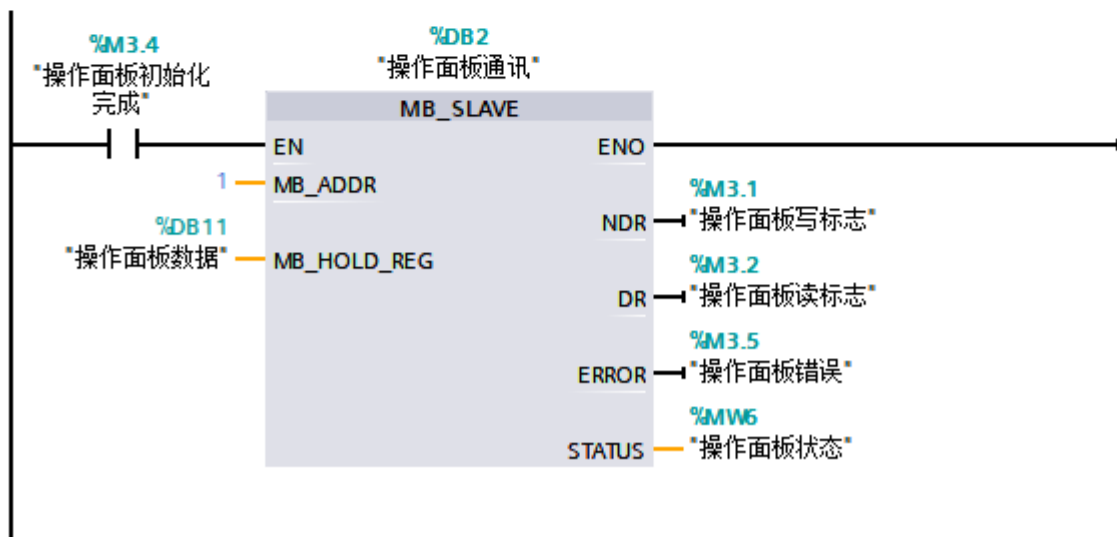 %M3.4
"操作面板初始化
完成"
%DB2
"操作面板通讯"
MB_SLAVE
EN
ENO
1
MB_ADDR
%M3.1
NDR
"操作面板写标志"
%DB11
"操作面板数据"
MB_HOLD_REG
%M3.2
DR
"操作面板读标志"
%M3.5
ERROR
"操作面板错误"
%MW6
STATUS
"操作面板状态"